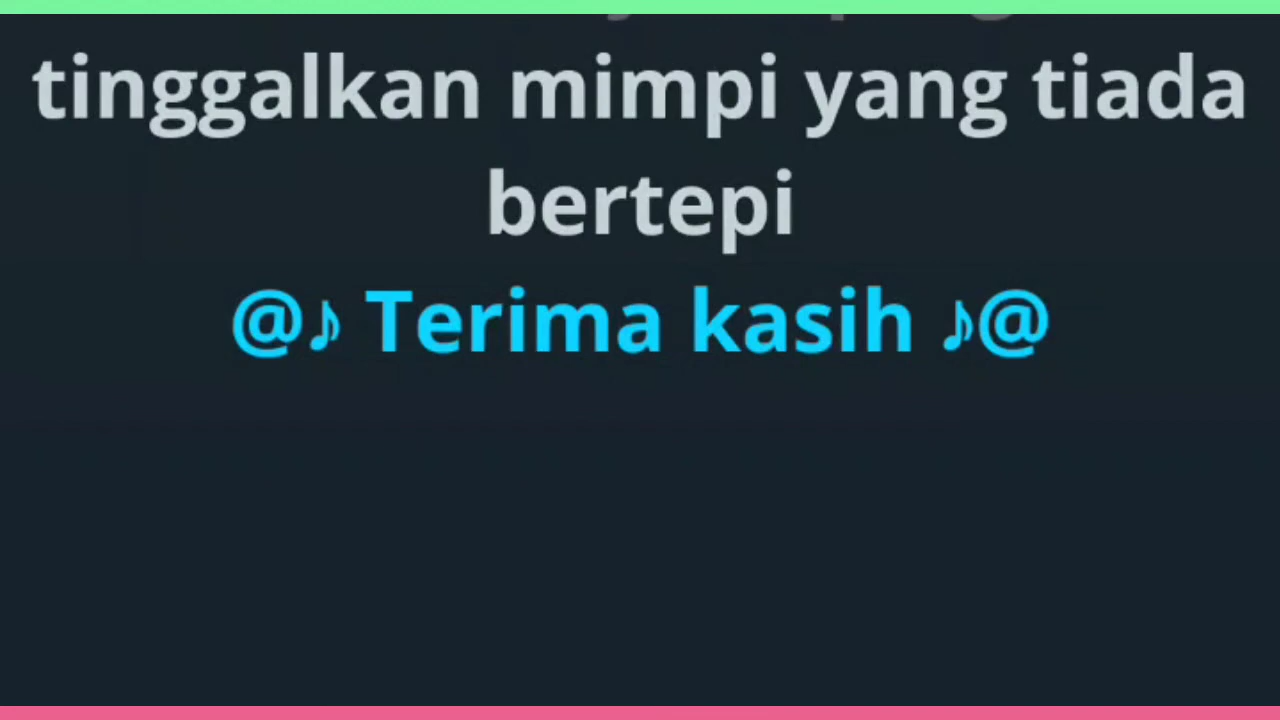 tinggalkan mimpi yang tiada
bertepi
@♪ Terima kasih ♪@